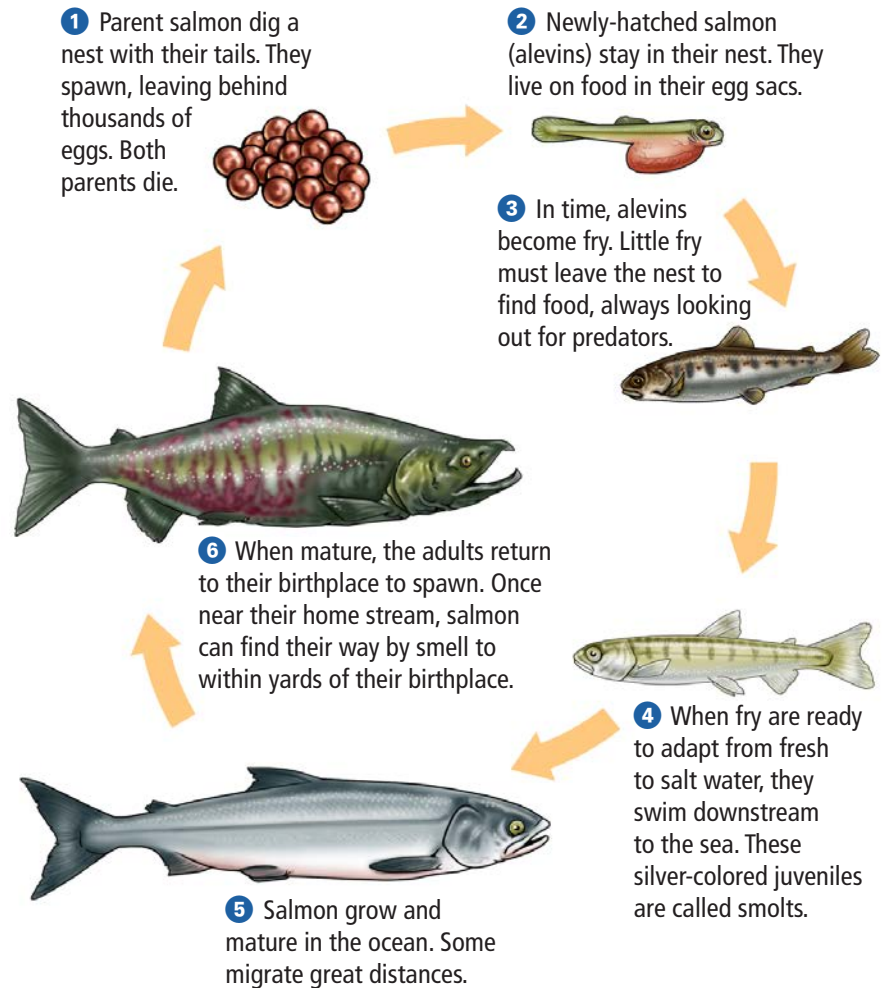 1 Parent salmon dig a
nest with their tails. They
spawn, leaving behind
thousands of
eggs. Both
parents die.
2 Newly-hatched salmon
(alevins) stay in their nest. They
live on food in their egg sacs.
3 In time, alevins
become fry. Little fry
must leave the nest to
find food, always looking
out for predators.
4 When fry are ready
to adapt from fresh
to salt water, they
swim downstream
to the sea. These
silver-colored juveniles
are called smolts.
5 Salmon grow and
mature in the ocean. Some
migrate great distances.
6 When mature, the adults return
to their birthplace to spawn. Once
near their home stream, salmon
can find their way by smell to
within yards of their birthplace.